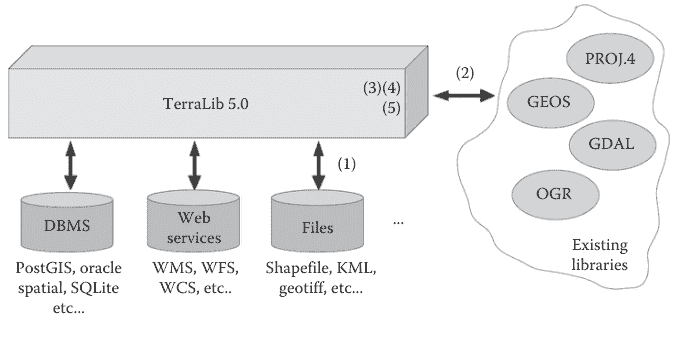 TerraLib 5.0
(3)(4)
(5)
(2)
(1)
DBMS
Web
services
Files
...
PostGIS, oracle
spatial, SQLite
etc...
WMS, WFS,
WCS, etc..
Shapefile, KML,
geotiff, etc...
PROJ.4
GEOS
GDAL
OGR
Existing
libraries